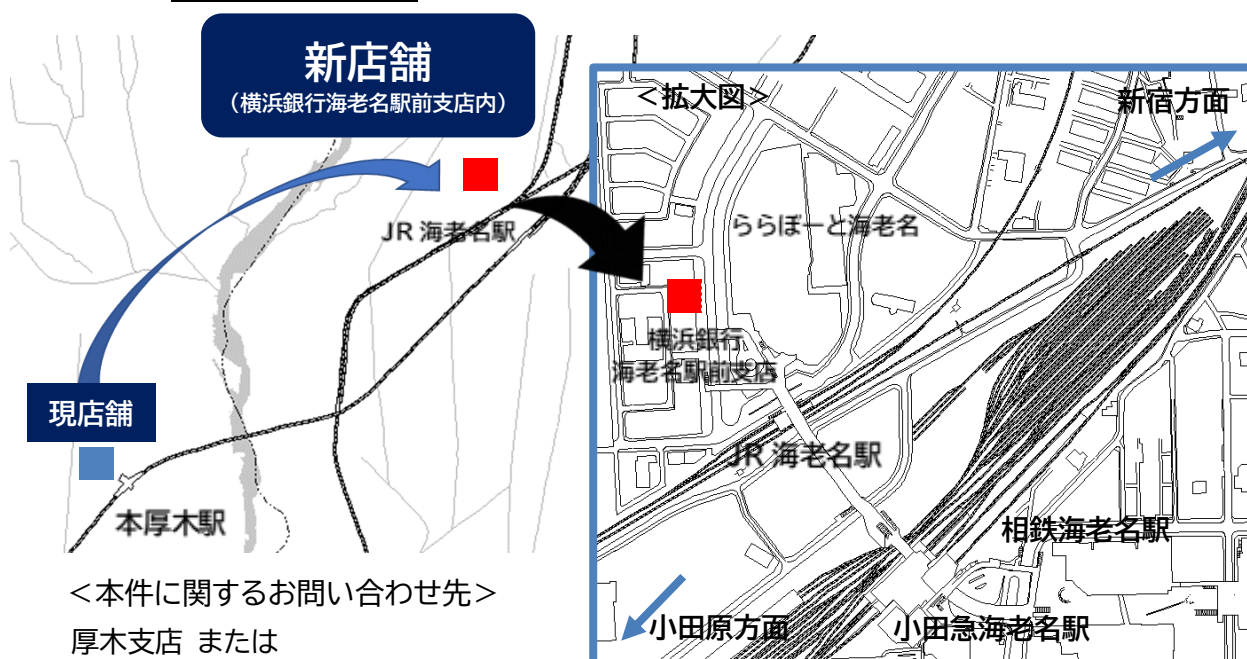 新店舗
（横浜銀行海老名駅前支店内）
JR 海老名駅
現店舗
本厚木駅
＜拡大図＞
新宿方面
ららぽーと海老名
横浜銀行
海老名駅前支店
JR 海老名駅
相鉄海老名駅
小田原方面
小田急海老名駅
＜本件に関するお問い合わせ先＞
厚木支店 または